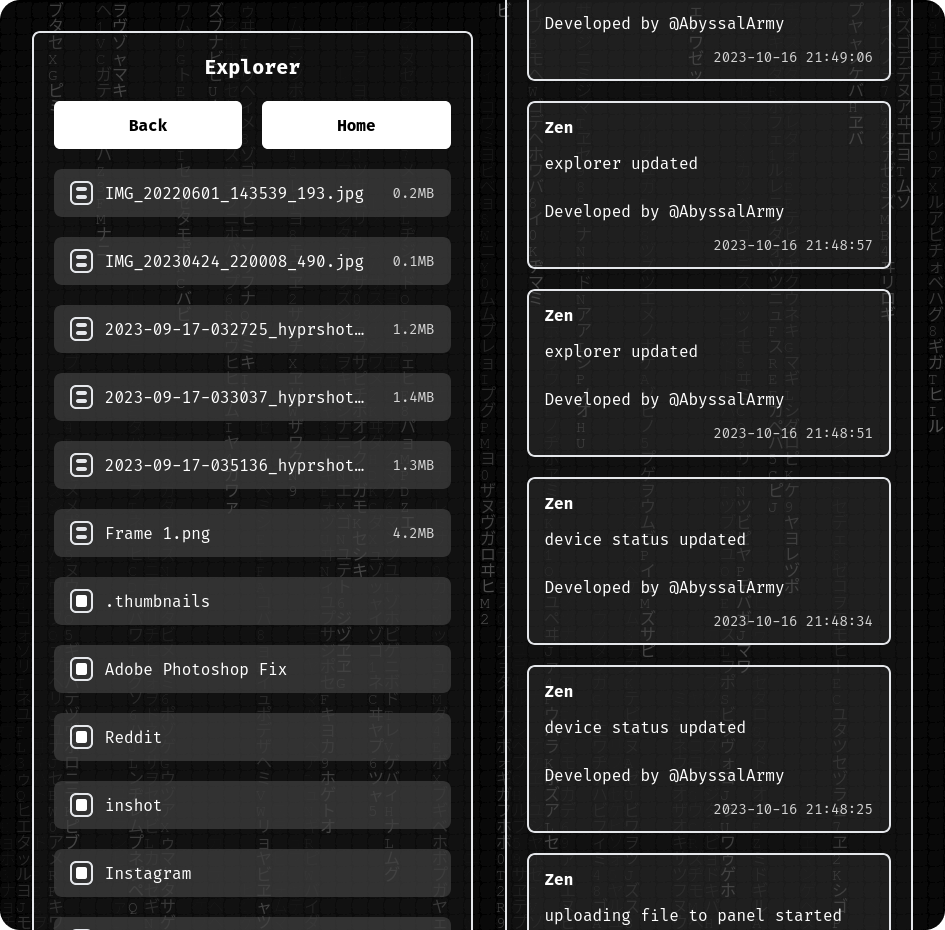 Explorer
Back
Home
IMG_20220601_143539_193.jpg 0.2MB
IMG_20230424_220008_490.jpg 0.1MB
2023-09-17-032725_hyprshot… 1.2MB
2023-09-17-033037_hyprshot… 1.4MB
2023-09-17-035136_hyprshot… 1.3MB
Frame 1.png 4.2MB
.thumbnails
Adobe Photoshop Fix
Reddit
inshot
Instagram
Developed by @AbyssalArmy
2023-10-16 21:49:06
Zen
explorer updated
Developed by @AbyssalArmy
2023-10-16 21:48:57
Zen
explorer updated
Developed by @AbyssalArmy
2023-10-16 21:48:51
Zen
device status updated
Developed by @AbyssalArmy
2023-10-16 21:48:34
Zen
device status updated
Developed by @AbyssalArmy
2023-10-16 21:48:25
Zen
uploading file to panel started